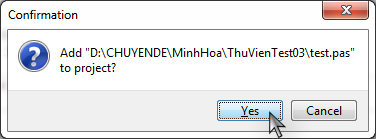 Confirmation
Add "D:\CHUYENDE\MinhHoa\ThuVienTest03\test.pas"
to project?
Yes
Cancel